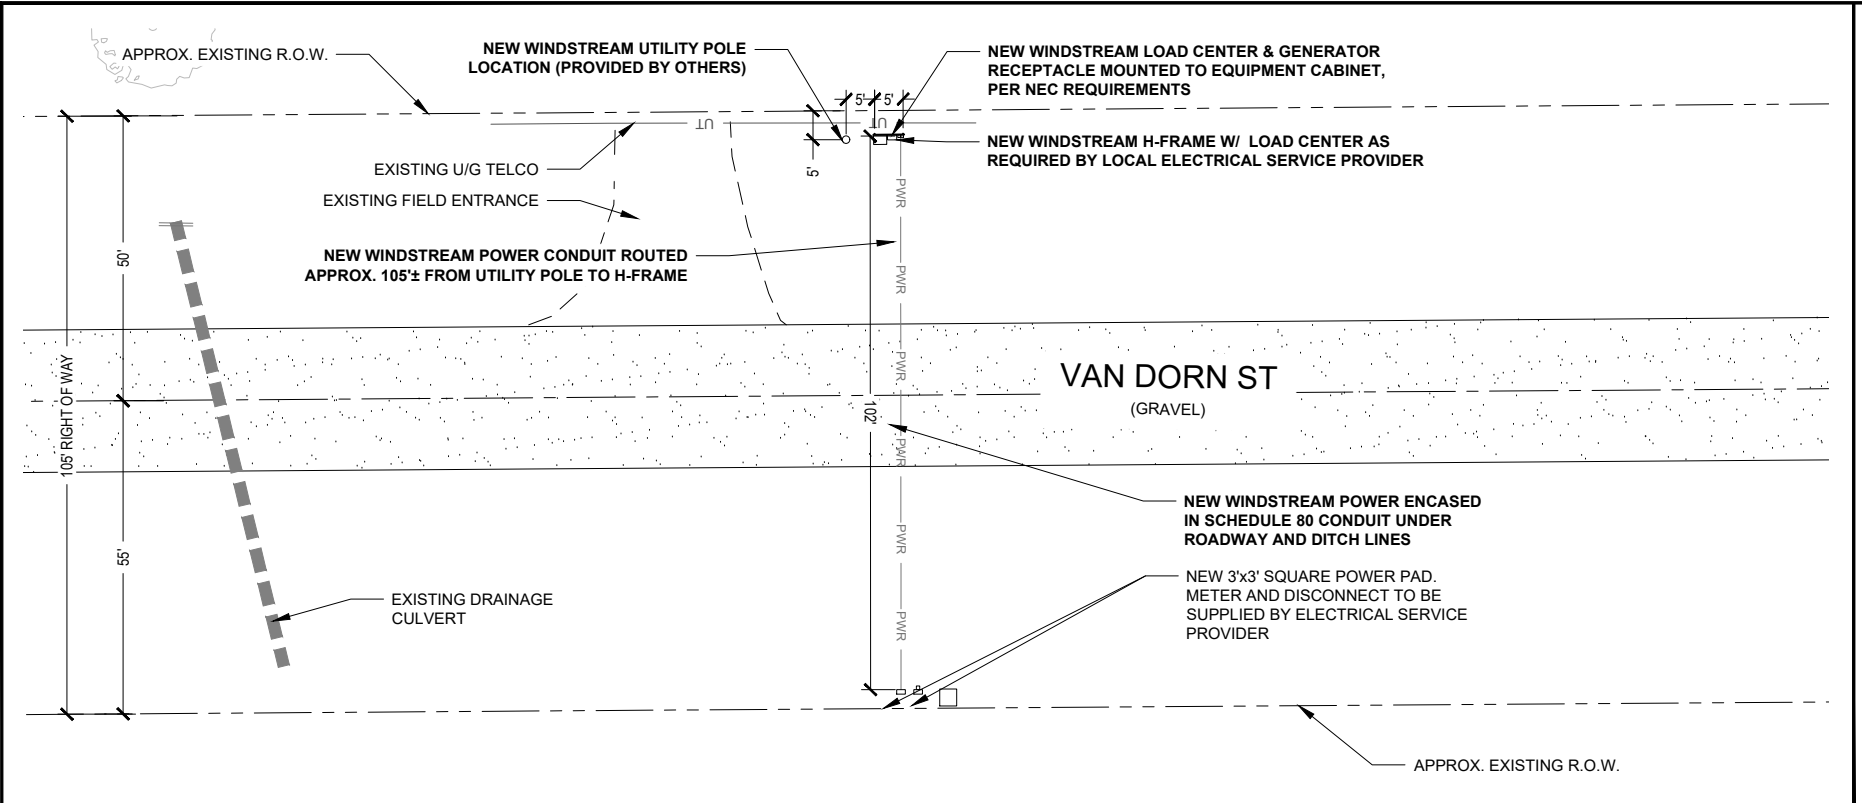 APPROX. EXISTING R.O.W.
NEW WINDSTREAM UTILITY POLE
LOCATION (PROVIDED BY OTHERS)
NEW WINDSTREAM LOAD CENTER & GENERATOR
RECEPTACLE MOUNTED TO EQUIPMENT CABINET,
PER NEC REQUIREMENTS
5'
5'
UT
UT
NEW WINDSTREAM H-FRAME W/ LOAD CENTER AS
REQUIRED BY LOCAL ELECTRICAL SERVICE PROVIDER
EXISTING U/G TELCO
5'
EXISTING FIELD ENTRANCE
PWR
NEW WINDSTREAM POWER CONDUIT ROUTED
APPROX. 105'± FROM UTILITY POLE TO H-FRAME
50'
PWR
PWR
VAN DORN ST
(GRAVEL)
105' RIGHT OF WAY
102'
PWR
NEW WINDSTREAM POWER ENCASED
IN SCHEDULE 80 CONDUIT UNDER
ROADWAY AND DITCH LINES
55'
PWR
NEW 3'x3' SQUARE POWER PAD.
METER AND DISCONNECT TO BE
SUPPLIED BY ELECTRICAL SERVICE
PROVIDER
EXISTING DRAINAGE
CULVERT
PWR
APPROX. EXISTING R.O.W.